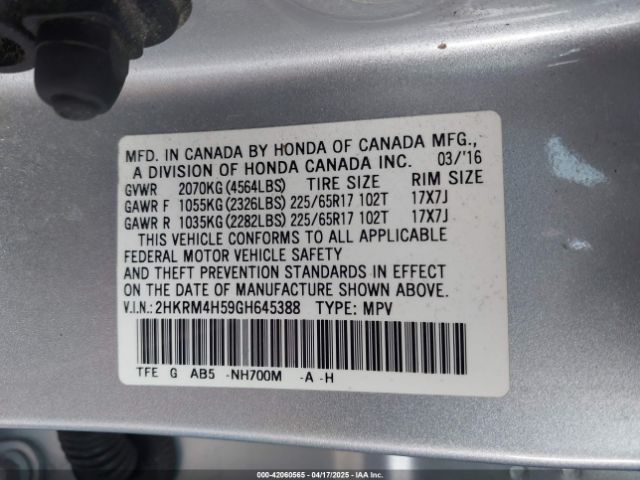 MFD. IN CANADA BY HONDA OF CANADA MFG.,
A DIVISION OF HONDA CANADA INC. 03/'16
GVWR 2070KG(4564LBS) TIRE SIZE RIM SIZE
GAWR F 1055KG(2326LBS) 225/65R17 102T 17X7J
GAWR R 1035KG(2282LBS) 225/65R17 102T 17X7J
THIS VEHICLE CONFORMS TO ALL APPLICABLE
FEDERAL MOTOR VEHICLE SAFETY
AND THEFT PREVENTION STANDARDS IN EFFECT
ON THE DATE OF MANUFACTURE SHOWN ABOVE.
V.I.N.: 2HKRM4H59GH645388 TYPE: MPV
TFE G AB5 -NH700M -A -H
000-42060565 - 04/17/2025 - IAA Inc.